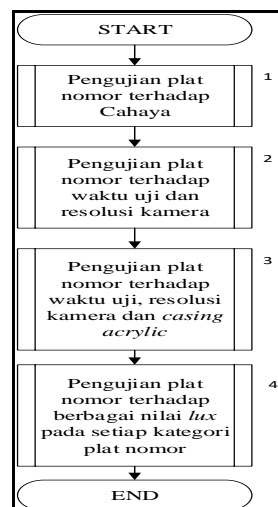 START
Pengujian plat
nomor terhadap
Cahaya
1
Pengujian plat
nomor terhadap
waktu uji dan
resolusi kamera
2
Pengujian plat
nomor terhadap
waktu uji, resolusi
kamera dan casing
acrylic
3
Pengujian plat
nomor terhadap
berbagai nilai lux
pada setiap kategori
plat nomor
4
END